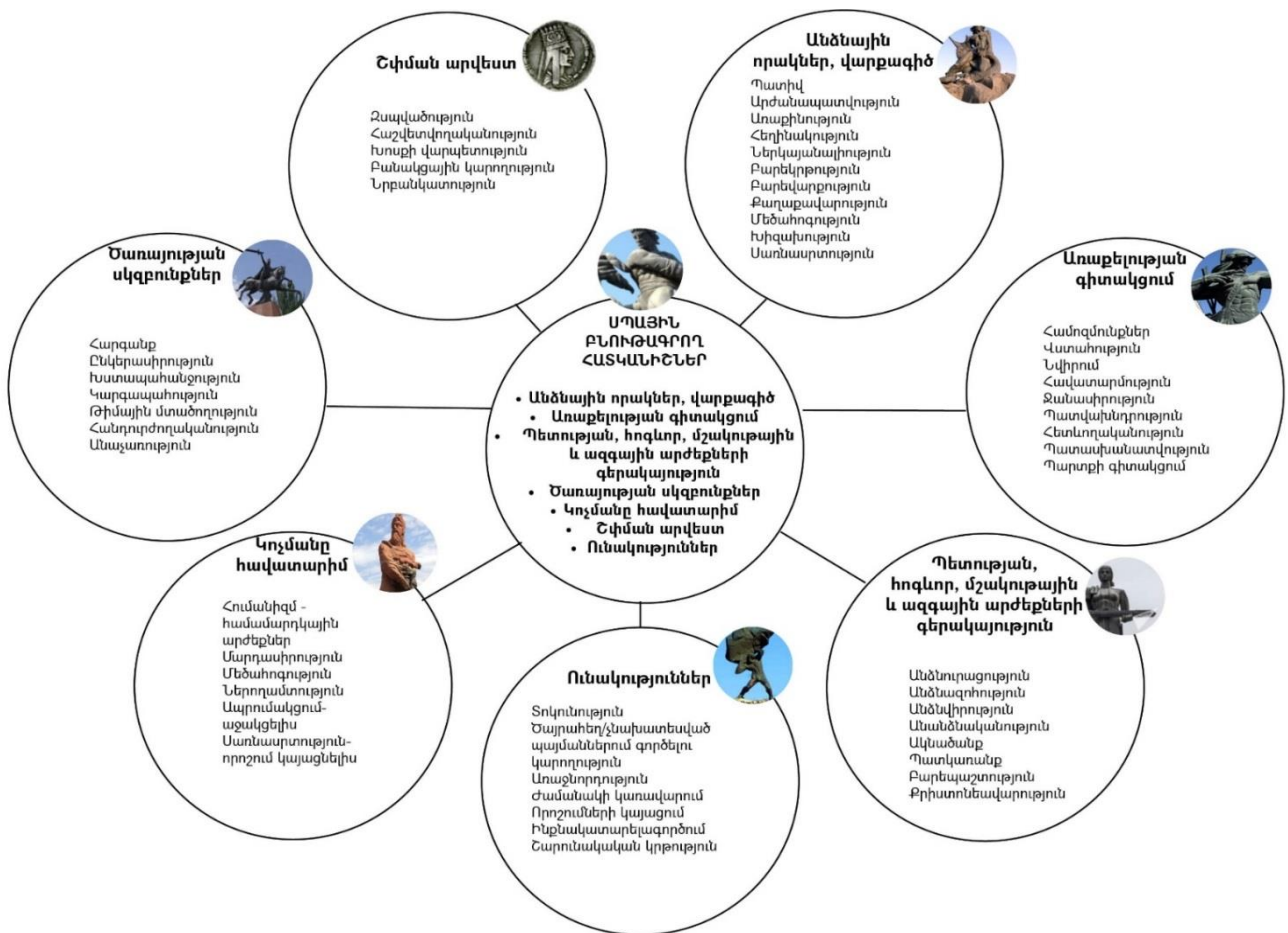 Շփման արվեստ
Զսպվածություն
Հաշվետվողականություն
Խոսքի վարպետություն
Բանակցային կարողություն
Նրբանկատություն
Անձնային
որակներ, վարքագիծ
Պատիվ
Արժանապատվություն
Առաքինություն
Հեղինակություն
Ներկայանալիություն
Բարեկրթություն
Բարեվարքություն
Քաղաքավարություն
Մեծահոգություն
Խիզախություն
Սառնասրտություն
Ծառայության
սկզբունքներ
Հարգանք
Ընկերասիրություն
Խստապահանջություն
Կարգապահություն
Թիմային մտածողություն
Հանդուրժողականություն
Անաչառություն
ՍՊԱՅԻՆ
ԲՆՈՒԹԱԳՐՈՂ
ՀԱՏԿԱՆԻՇՆԵՐ
• Անձնային որակներ, վարքագիծ
• Առաքելության գիտակցում
• Պետության, հոգևոր, մշակութային
և ազգային արժեքների
գերակայություն
• Ծառայության սկզբունքներ
• Կոչմանը հավատարիմ
• Շփման արվեստ
• Ունակություններ
Առաքելության
գիտակցում
Համոզմունքներ
Վստահություն
Նվիրում
Հավատարմություն
Ջանասիրություն
Պատվախնդրություն
Հետևողականություն
Պատասխանատվություն
Պարտքի գիտակցում
Կոչմանը
հավատարիմ
Հումանիզմ -
համամարդկային
արժեքներ
Մարդասիրություն
Մեծահոգություն
Ներողամտություն
Ապրումակցում-
աջակցելիս
Սառնասրտություն-
որոշում կայացնելիս
Ունակություններ
Տոկունություն
Ծայրահեղ/չնախատեսված
պայմաններում գործելու
կարողություն
Առաջնորդություն
Ժամանակի կառավարում
Որոշումների կայացում
Ինքնակատարելագործում
Շարունակական կրթություն
Պետության,
հոգևոր, մշակութային
և ազգային արժեքների
գերակայություն
Անձնուրացություն
Անձնազոհություն
Անձնվիրություն
Անանձնականություն
Ակնածանք
Պատկառանք
Բարեպաշտություն
Քրիստոնեավարություն